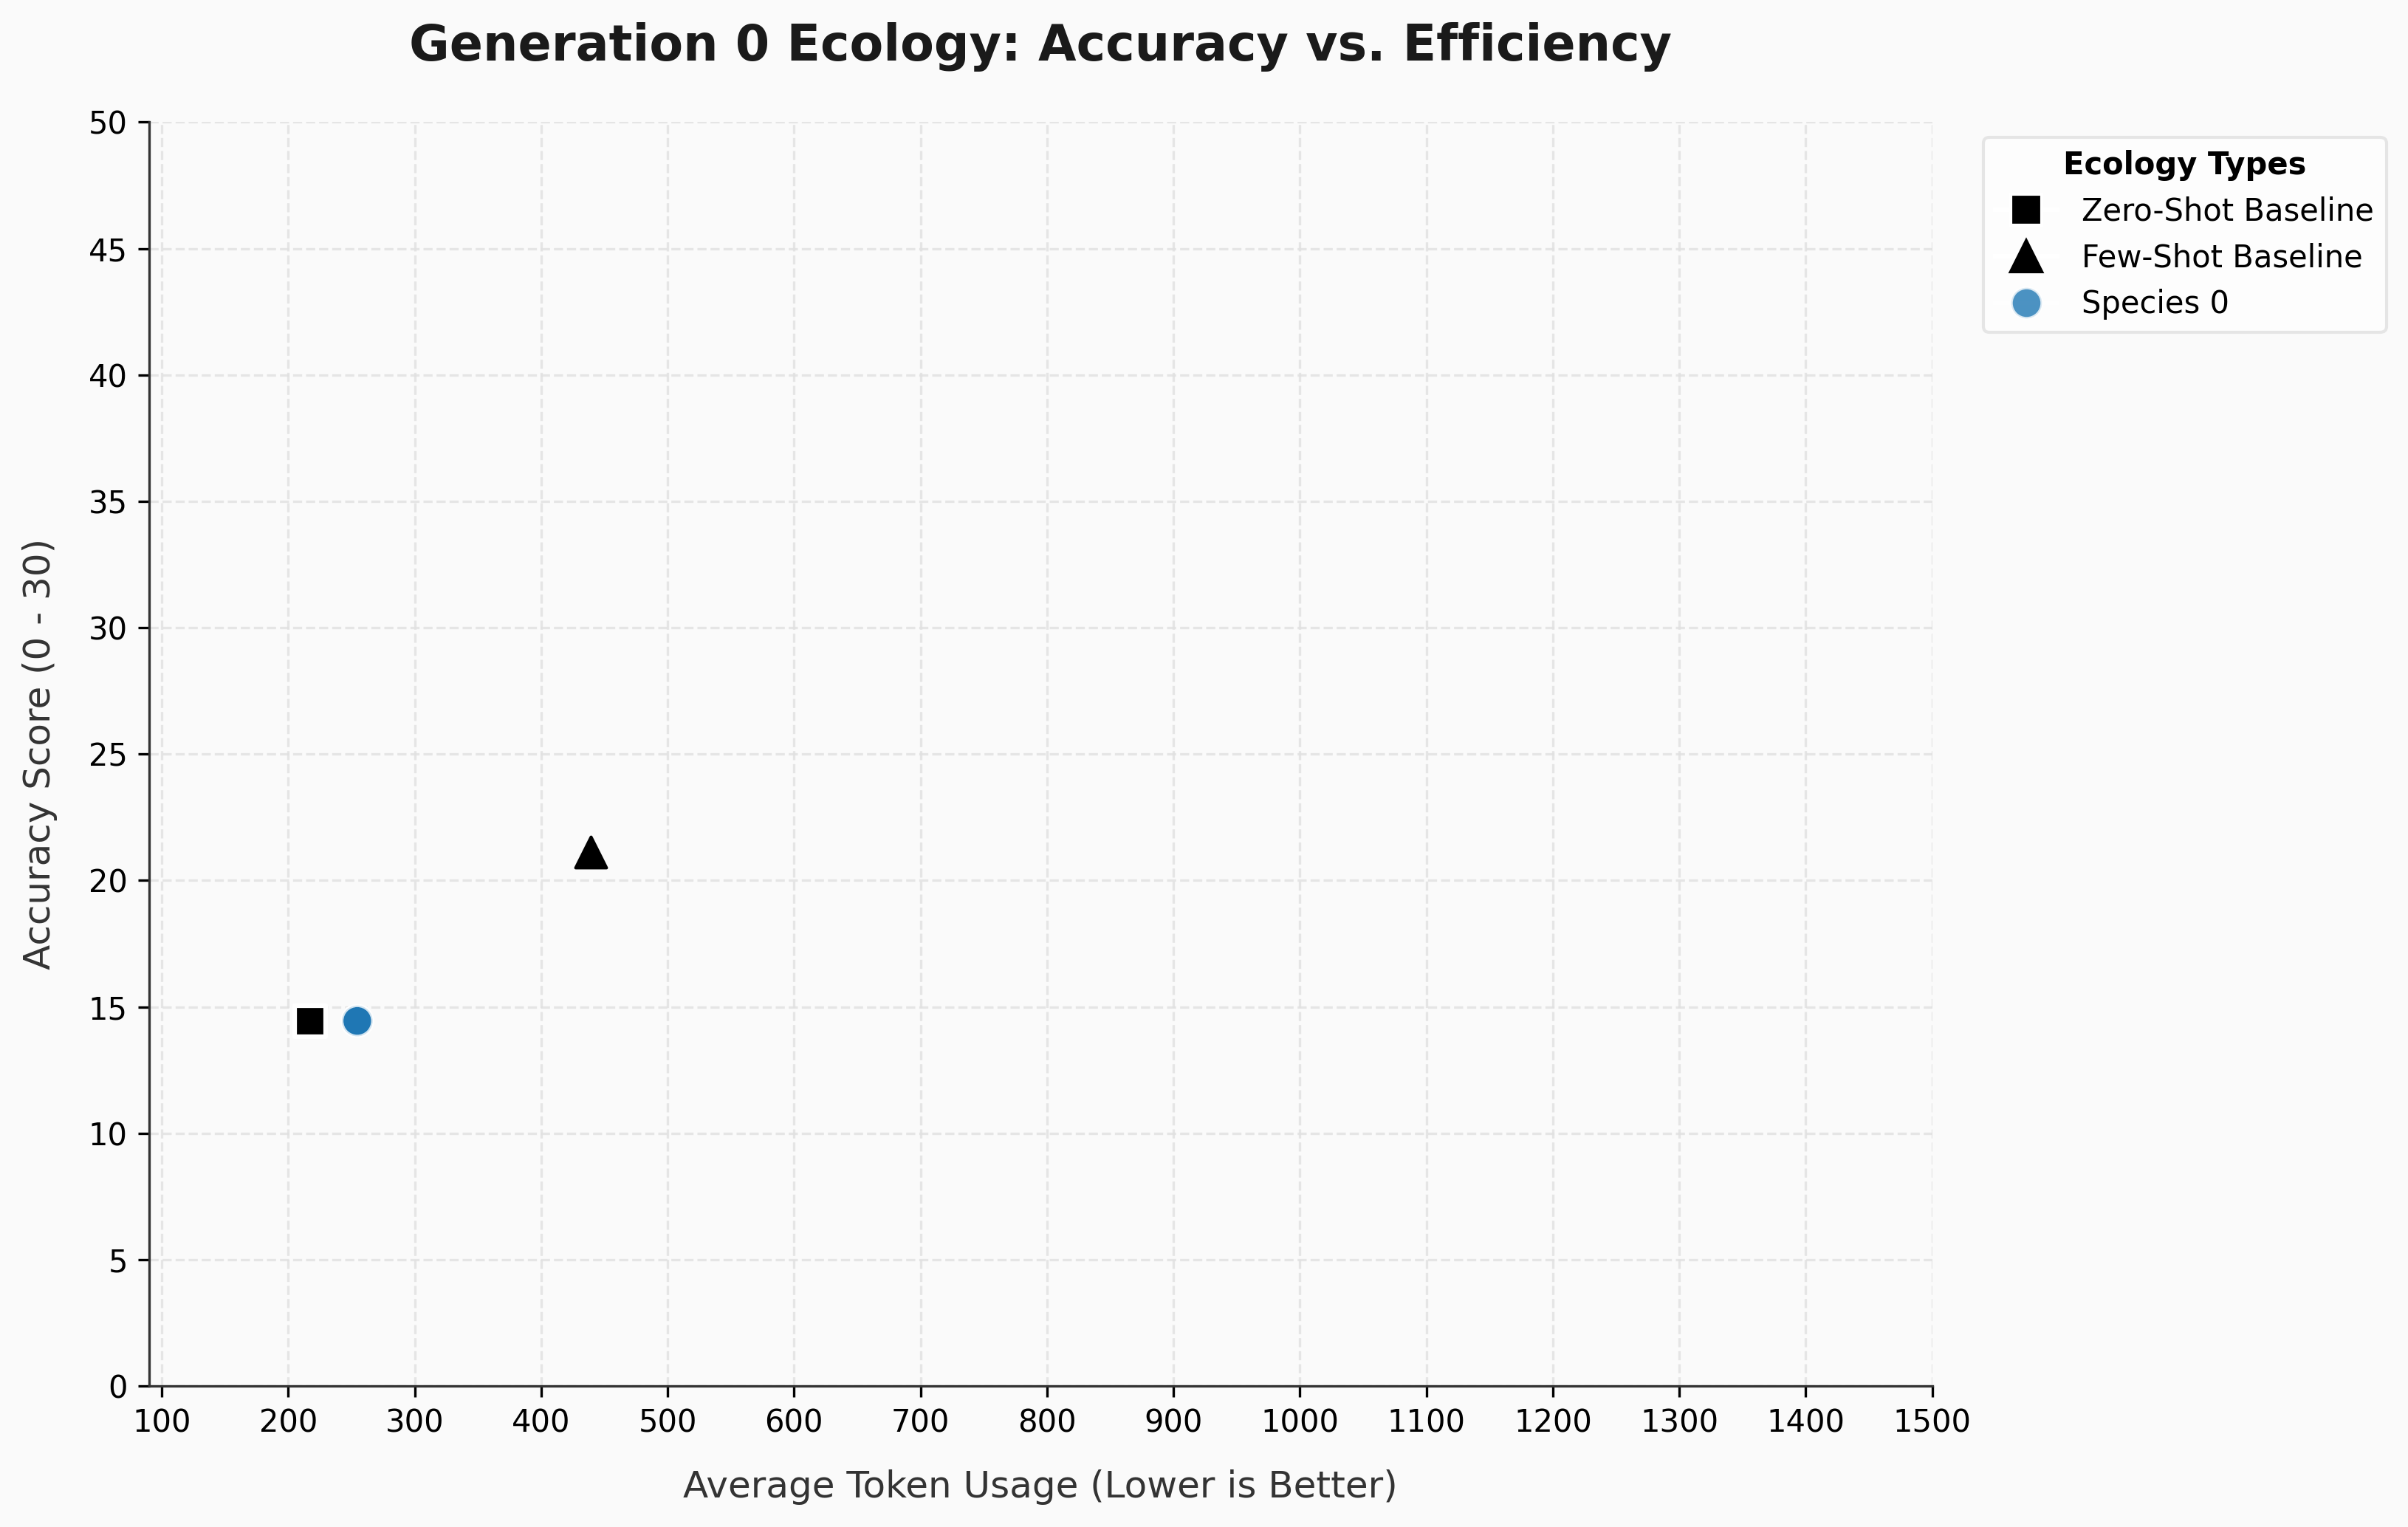 Generation 0 Ecology: Accuracy vs. Efficiency
Ecology Types
Zero-Shot Baseline
Few-Shot Baseline
Species 0
Accuracy Score (0 - 30)
50
45
40
35
30
25
20
15
10
5
0
100 200 300 400 500 600 700 800 900 1000 1100 1200 1300 1400 1500
Average Token Usage (Lower is Better)